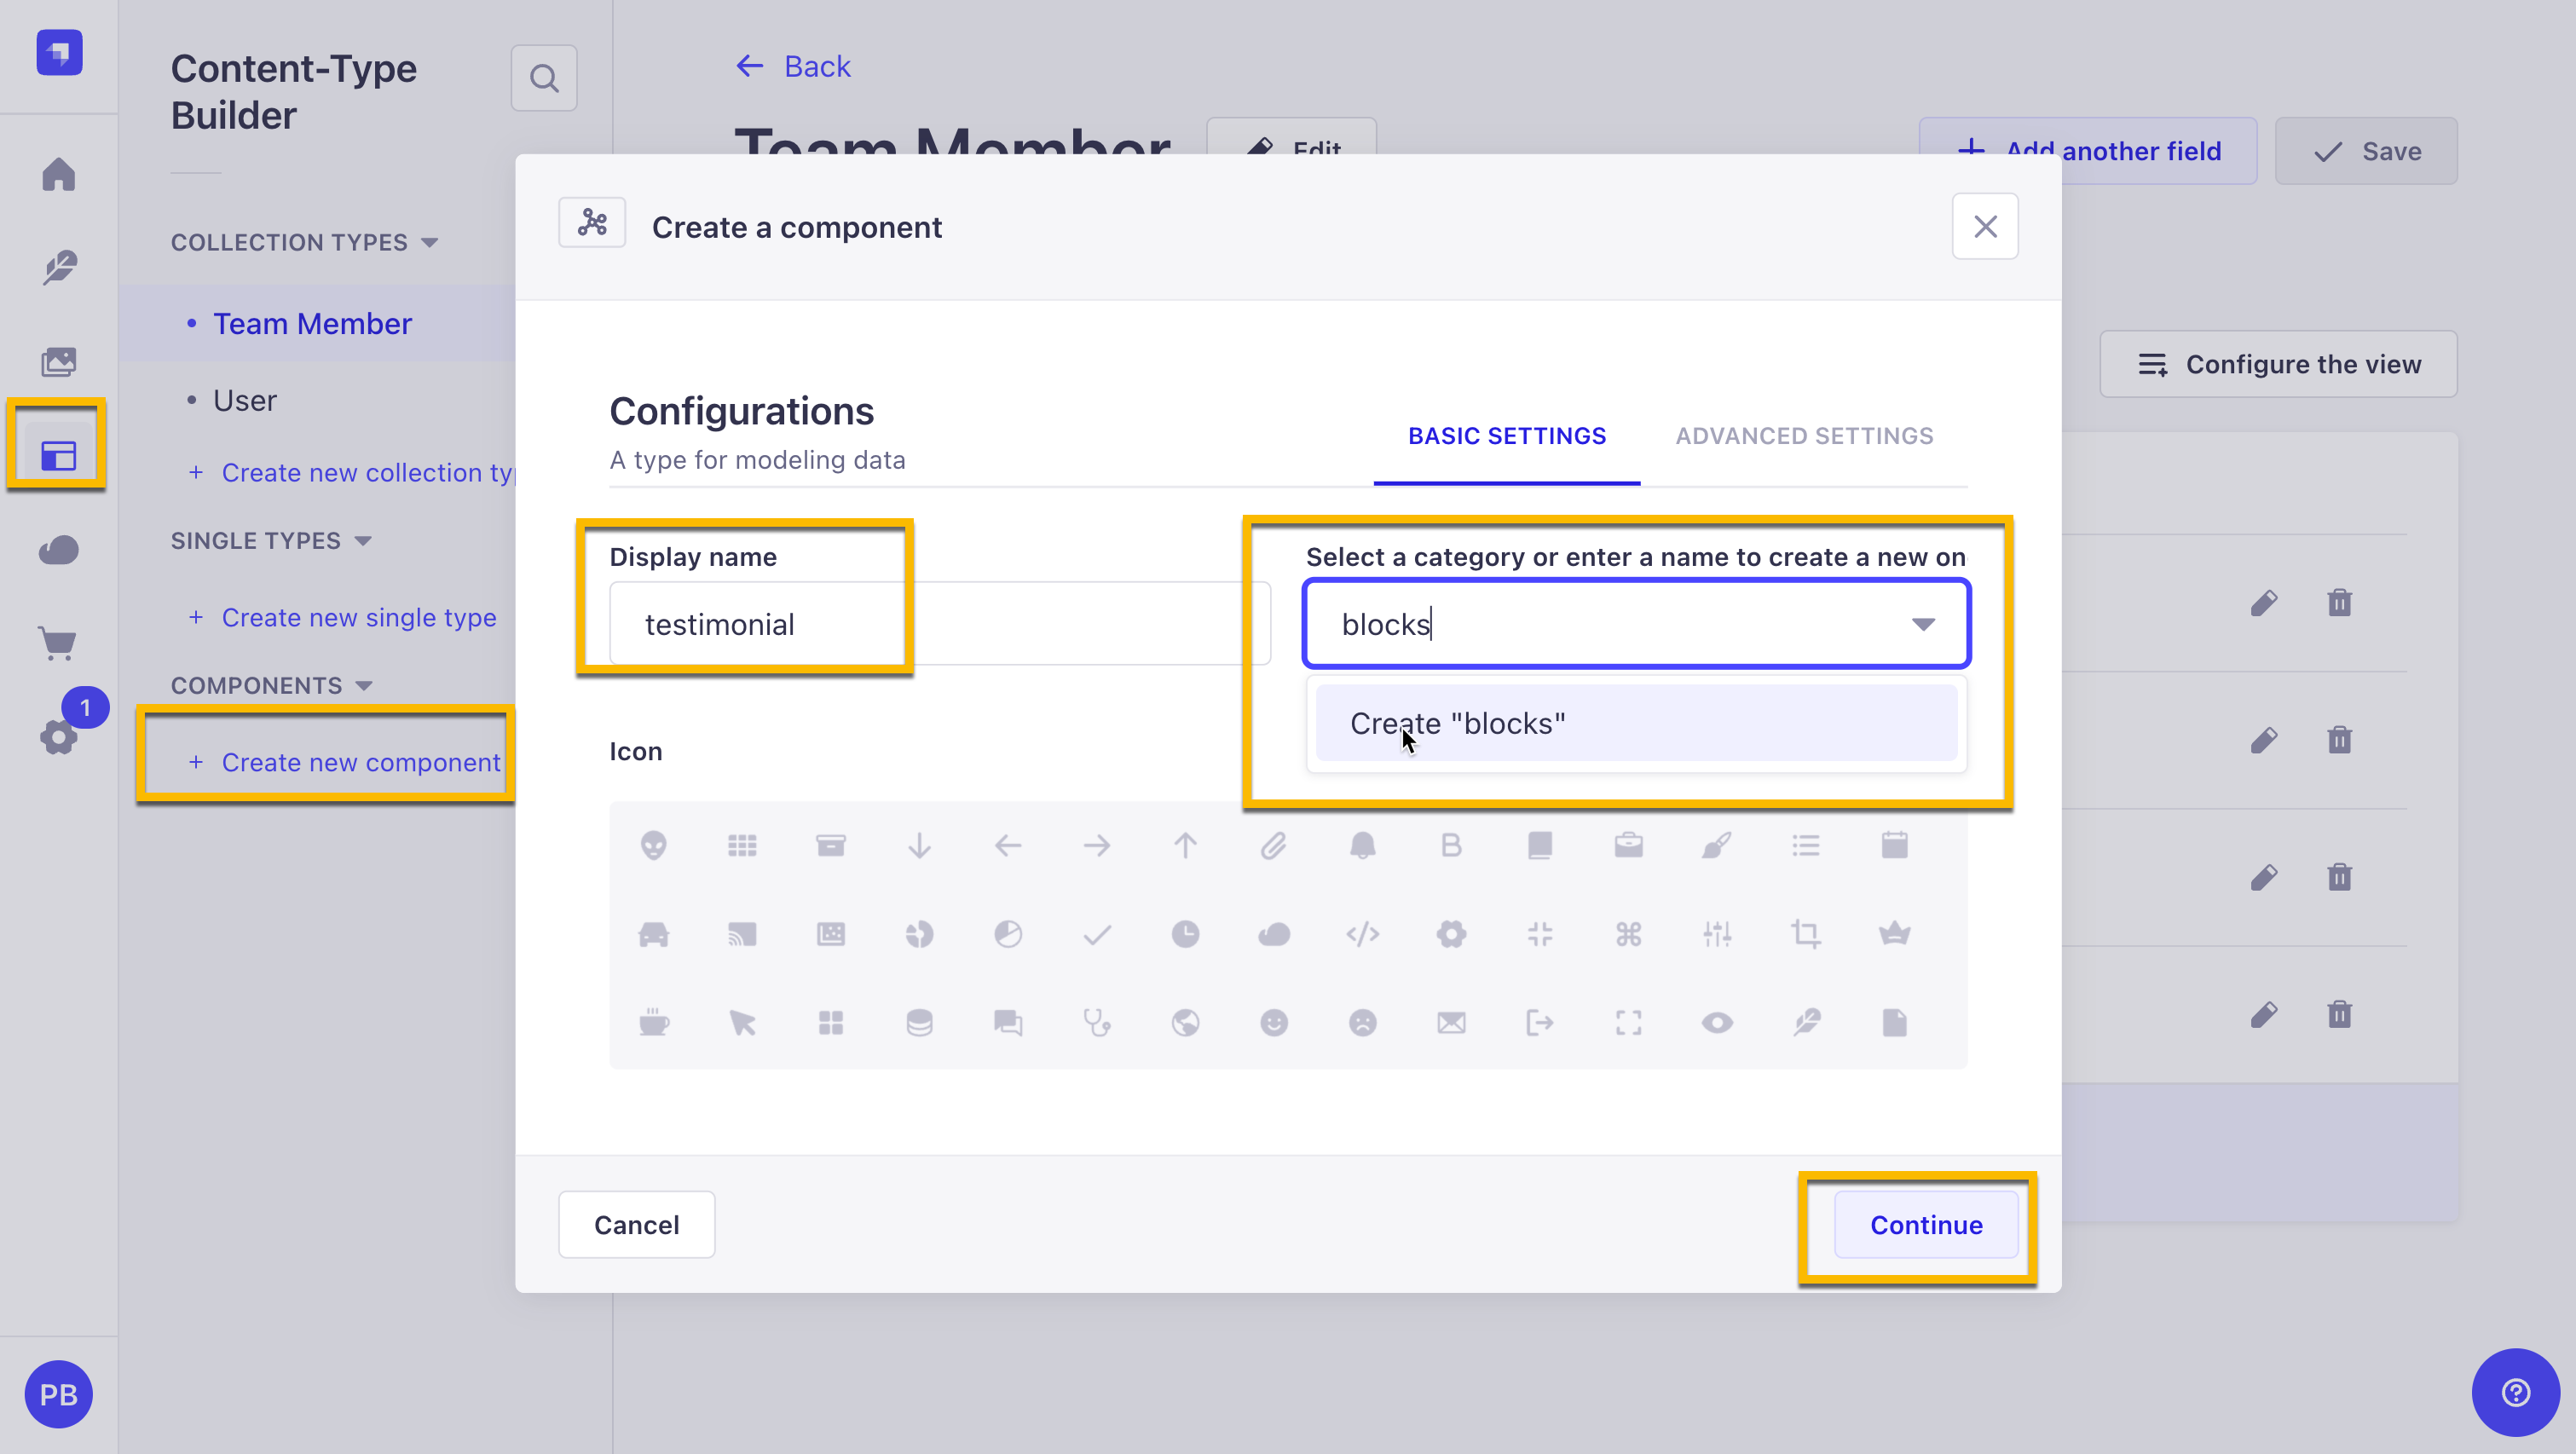 Content-Type
Builder
COLLECTION TYPES
Team Member
User
+ Create new collection ty
SINGLE TYPES
+ Create new single type
COMPONENTS
1
+ Create new component
PB
Back
Team Member
Edit
Add another field
Save
Configure the view
Create a component
Configurations
A type for modeling data
BASIC SETTINGS
ADVANCED SETTINGS
Display name
testimonial
Select a category or enter a name to create a new on
blocks
Create "blocks"
Icon
Cancel
Continue